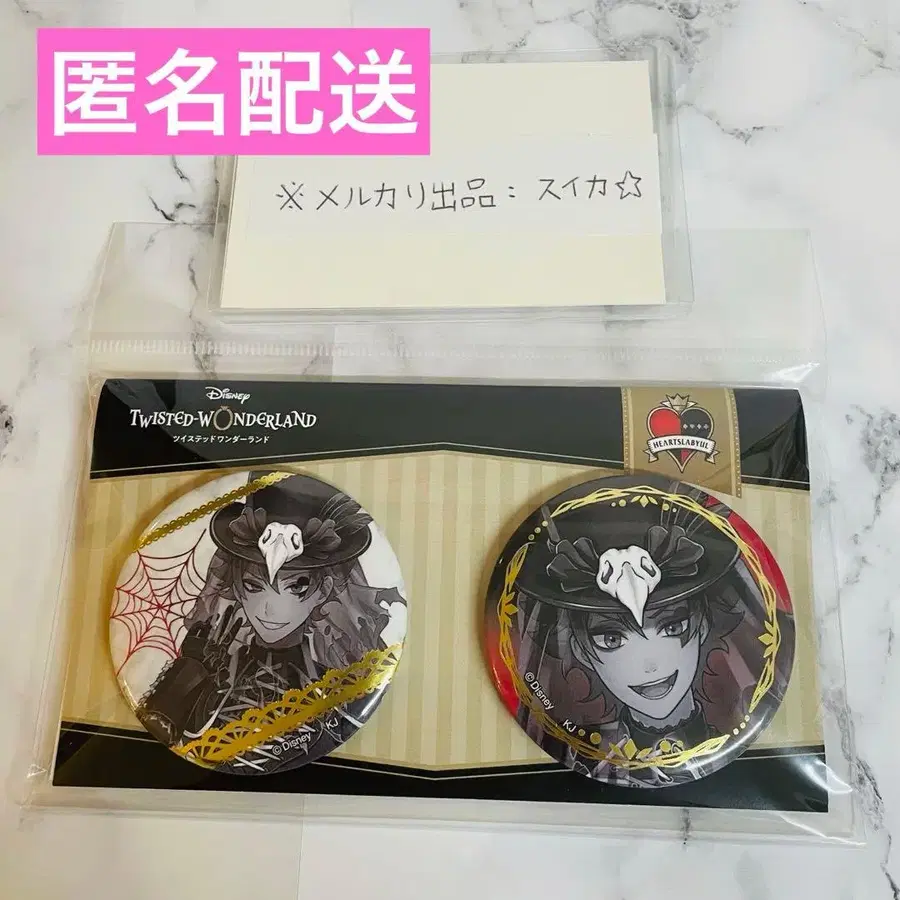 匿名配送
※メルカリ出品：スイカ☆
Disney
TWISTED-WONDERLAND
ツイステッドワンダーランド
HEARTSLABYUL
© Disney KJ
© Disney KJ